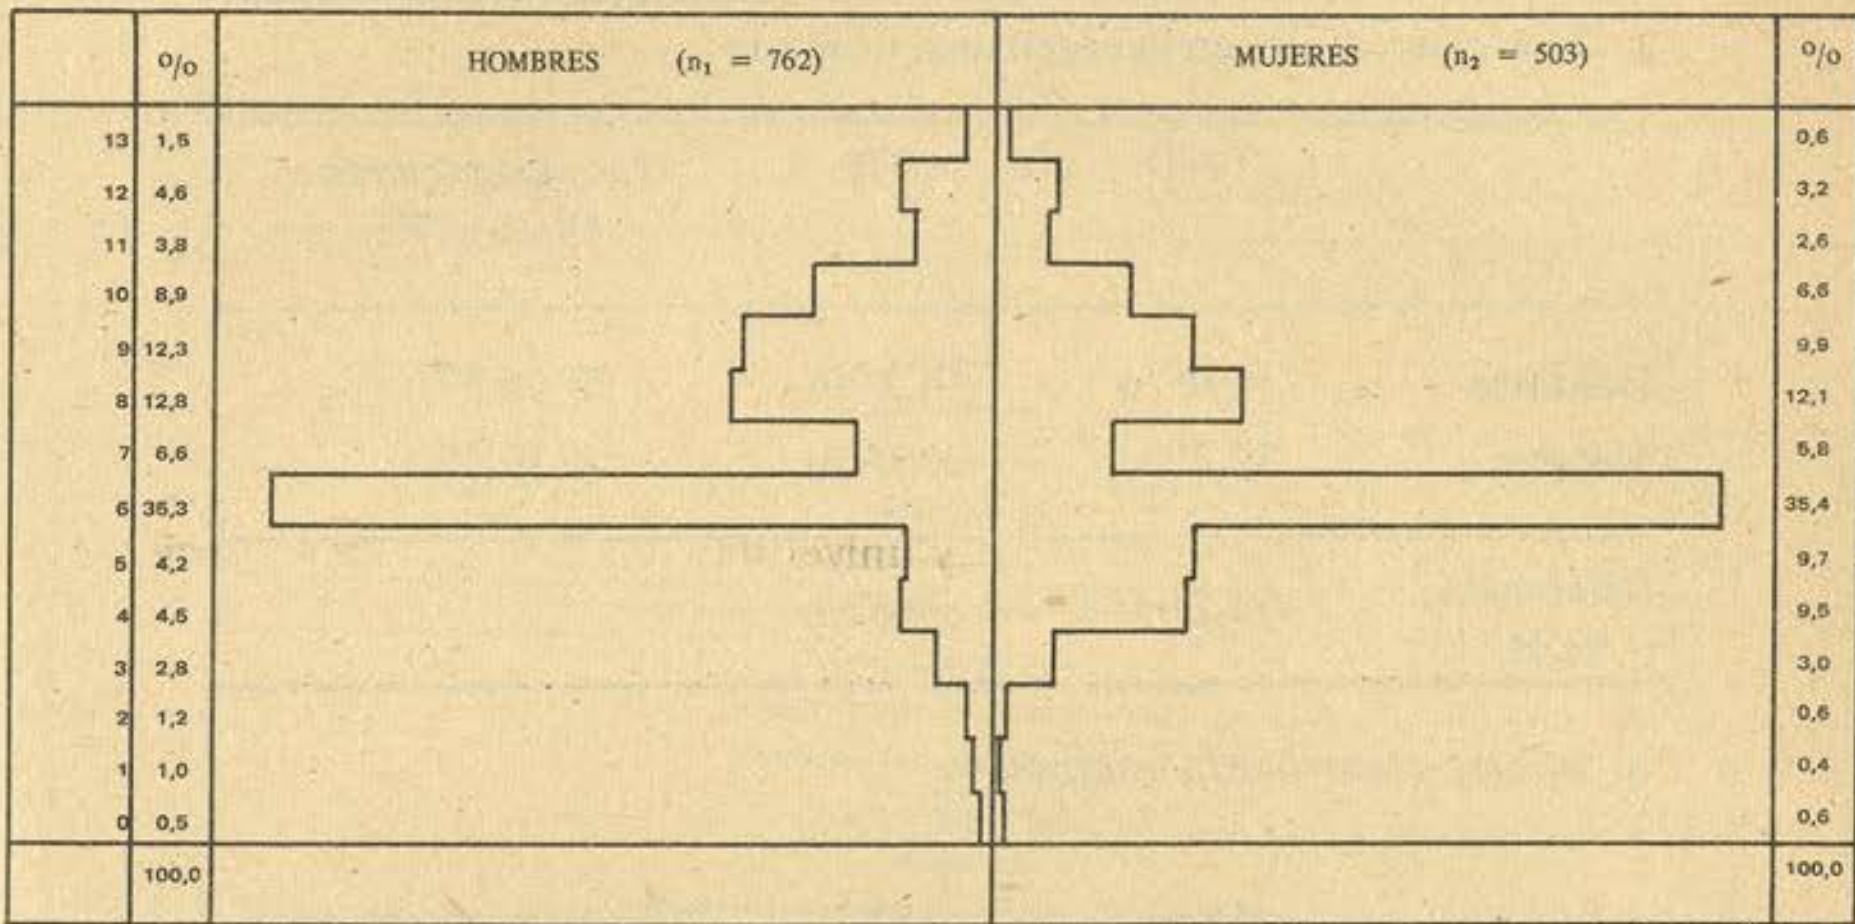 o/o HOMBRES (n₁ = 762) MUJERES (n₂ = 503) o/o
13 1,5 0,6
12 4,6 3,2
11 3,8 2,6
10 8,9 6,6
9 12,3 9,9
8 12,8 12,1
7 6,6 5,8
6 35,3 35,4
5 4,2 9,7
4 4,5 9,5
3 2,8 3,0
2 1,2 0,6
1 1,0 0,4
0 0,5 0,6
100,0 100,0